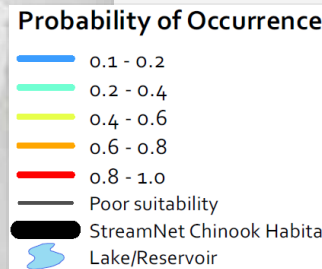 Probability of Occurrence
0.1 - 0.2
0.2 - 0.4
0.4 - 0.6
0.6 - 0.8
0.8 - 1.0
Poor suitability
StreamNet Chinook Habita
Lake/Reservoir